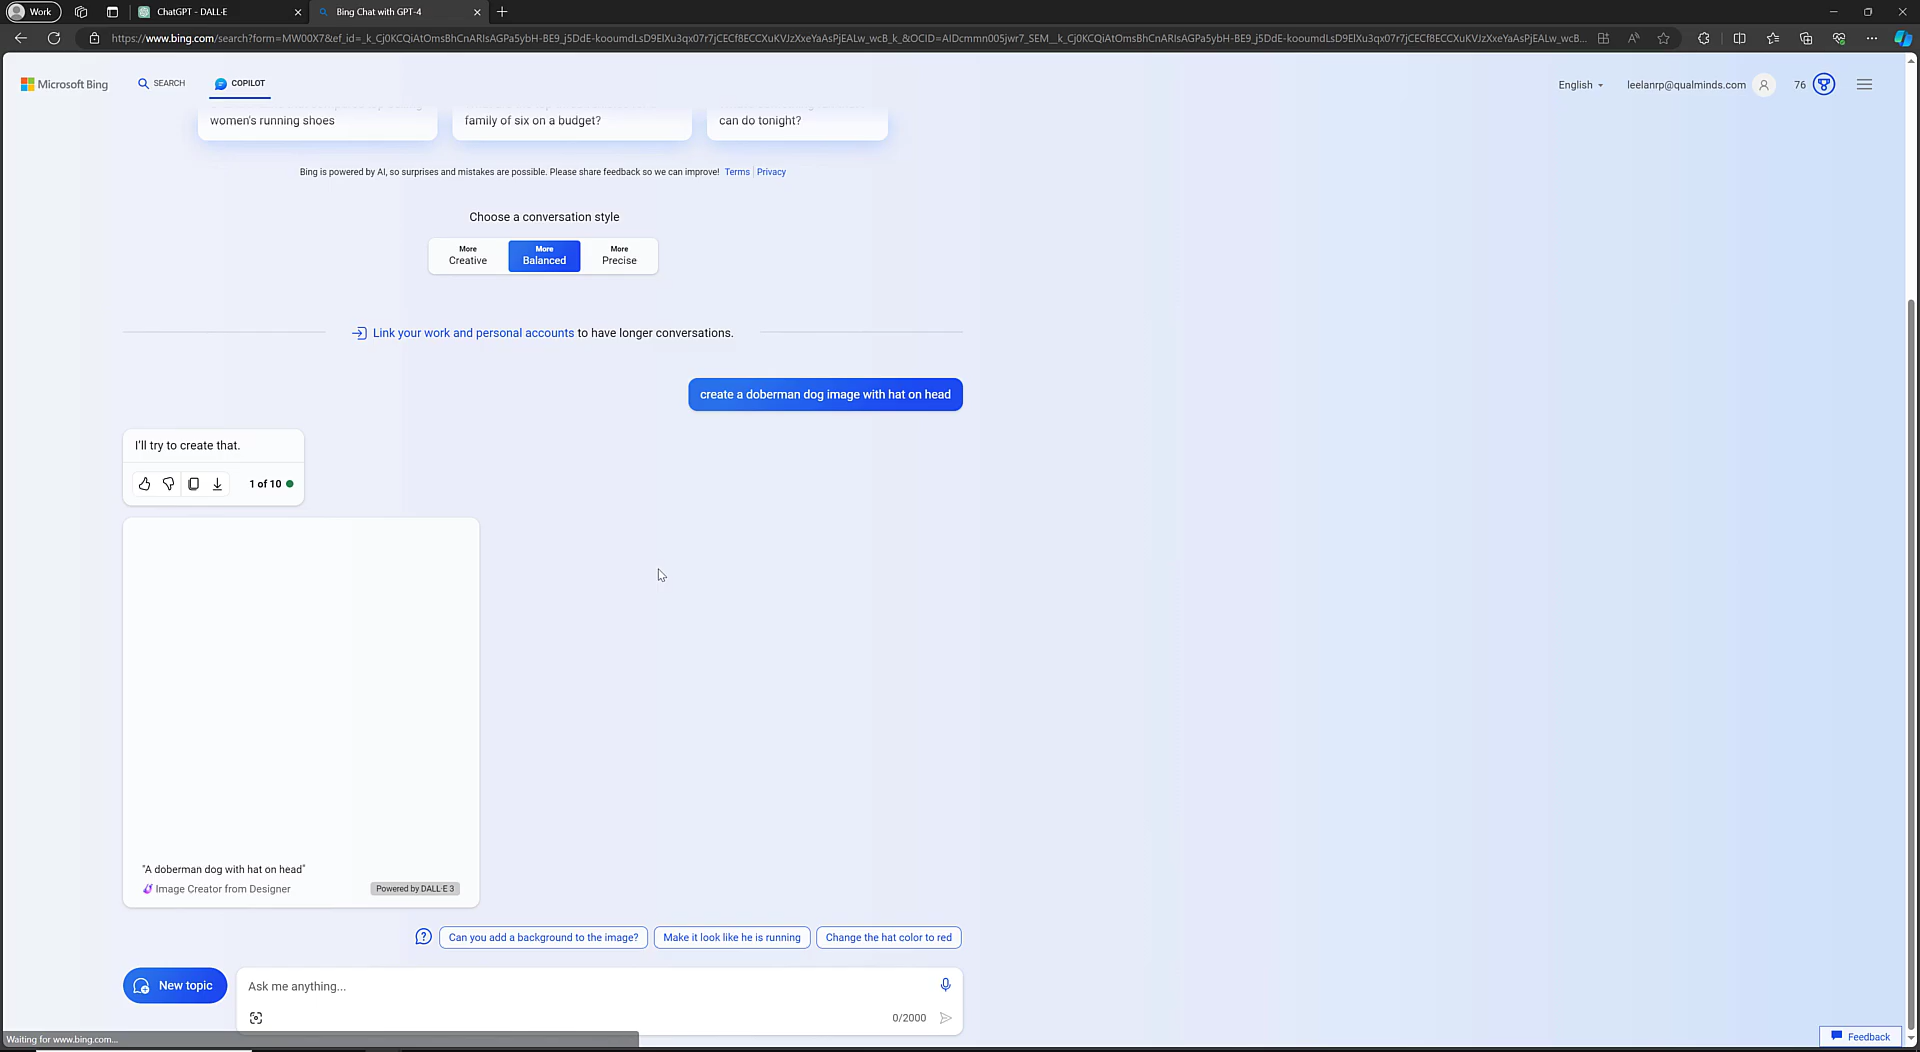 Work
ChatGPT - DALL·E
Bing Chat with GPT-4
Microsoft Bing
SEARCH
COPILOT
English
leelanrp@qualminds.com
76
women's running shoes
family of six on a budget?
can do tonight?
Bing is powered by AI, so surprises and mistakes are possible. Please share feedback so we can improve! Terms | Privacy
Choose a conversation style
More Creative
More Balanced
More Precise
Link your work and personal accounts to have longer conversations.
create a doberman dog image with hat on head
I'll try to create that.
1 of 10
"A doberman dog with hat on head"
Image Creator from Designer
Powered by DALL·E 3
Can you add a background to the image?
Make it look like he is running
Change the hat color to red
New topic
Ask me anything...
0/2000
Waiting for www.bing.com...
Feedback